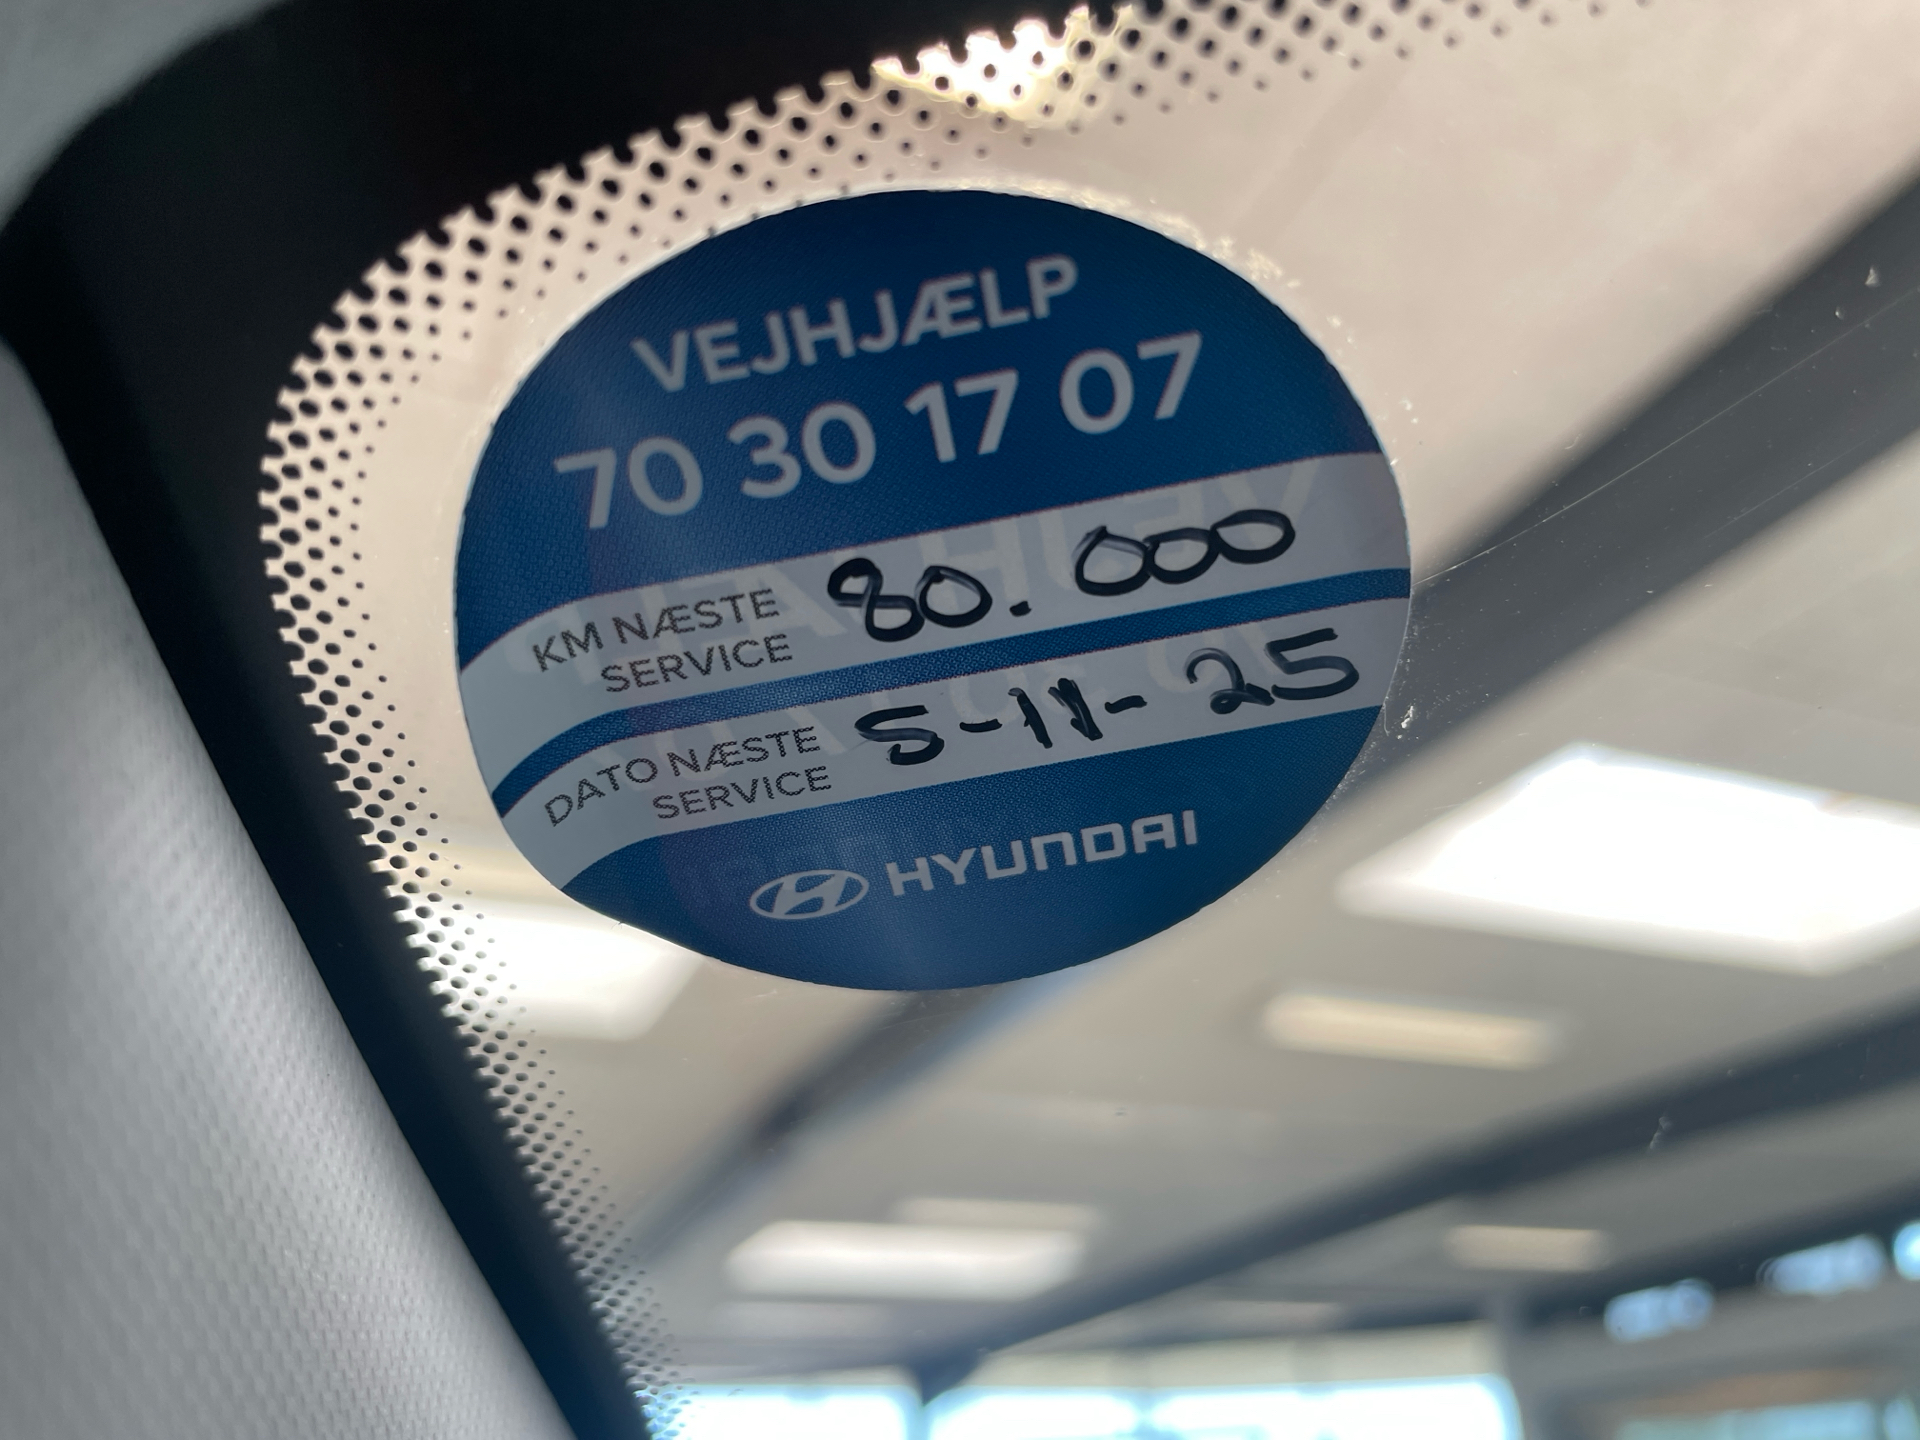 VEJHJÆLP
70 30 17 07
KM NÆSTE SERVICE 80.000
DATO NÆSTE SERVICE 5-11-25
HYUNDAI